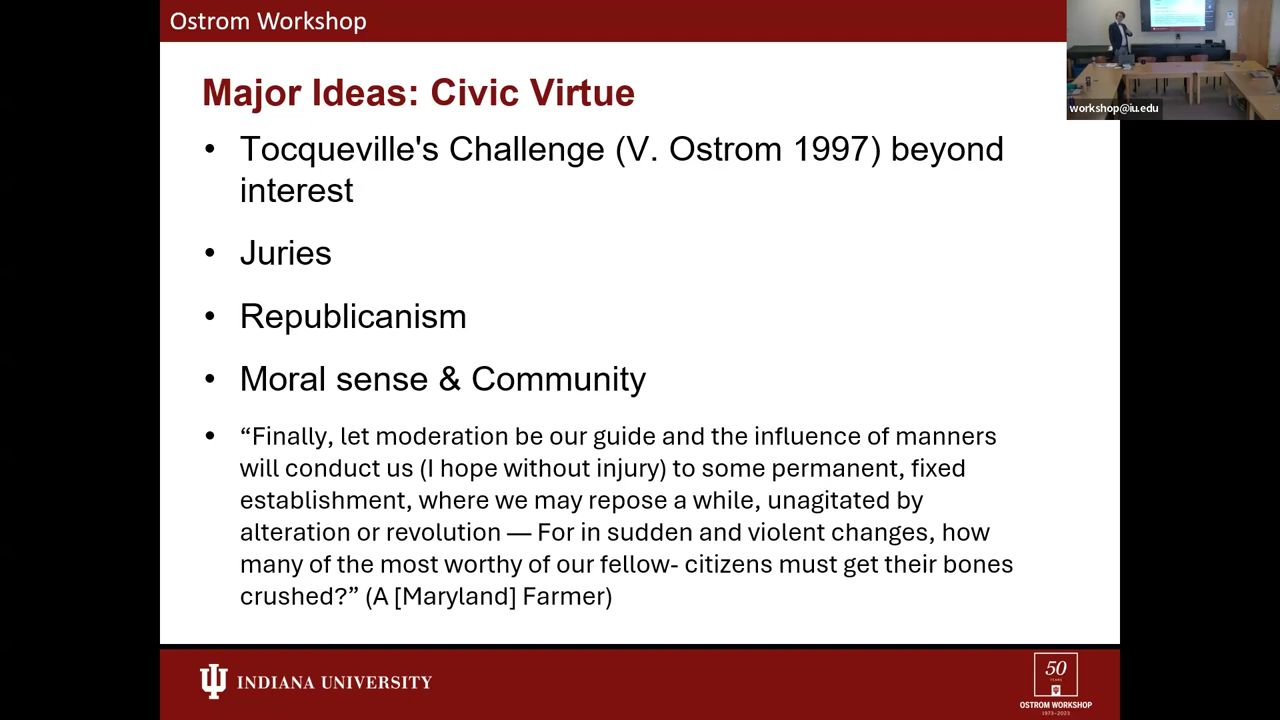 Ostrom Workshop
workshop@iu.edu
Major Ideas: Civic Virtue
• Tocqueville's Challenge (V. Ostrom 1997) beyond
interest
• Juries
• Republicanism
• Moral sense & Community
• “Finally, let moderation be our guide and the influence of manners
will conduct us (I hope without injury) to some permanent, fixed
establishment, where we may repose a while, unagitated by
alteration or revolution — For in sudden and violent changes, how
many of the most worthy of our fellow- citizens must get their bones
crushed?” (A [Maryland] Farmer)
INDIANA UNIVERSITY
50
YEARS
OSTROM WORKSHOP
1973–2023